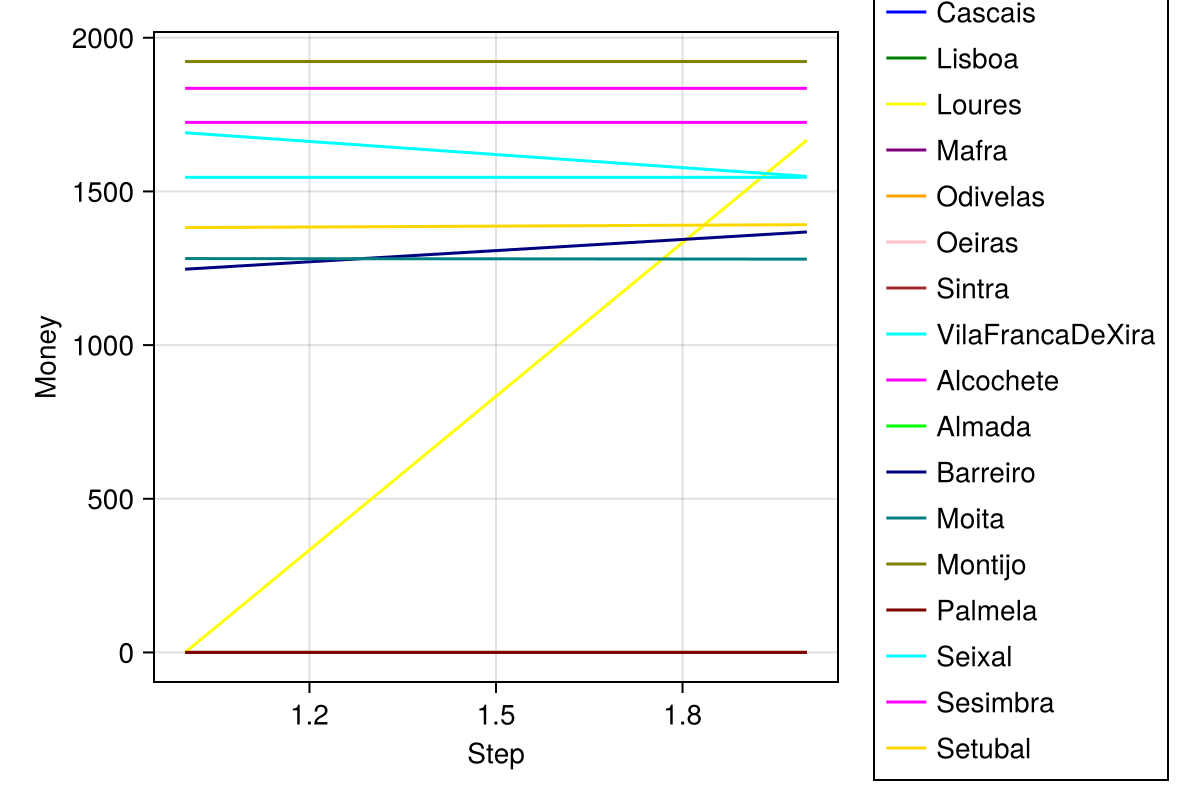 2000
1500
1000
500
0
Money
1.2
1.5
1.8
Step
Cascais
Lisboa
Loures
Mafra
Odivelas
Oeiras
Sintra
VilaFrancaDeXira
Alcochete
Almada
Barreiro
Moita
Montijo
Palmela
Seixal
Sesimbra
Setubal